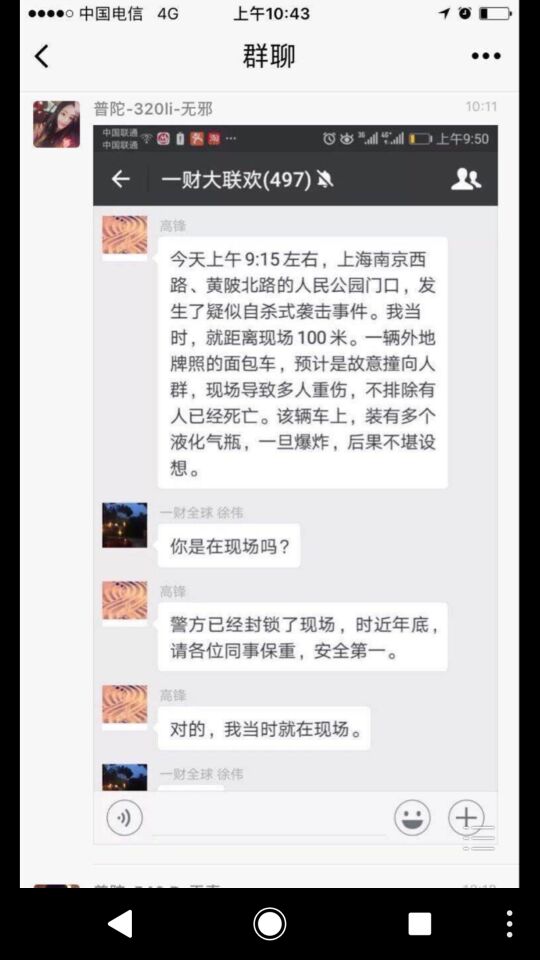 中国电信 4G 上午10:43
群聊
普陀-320li-无邪 10:11
中国联通
中国联通
上午9:50
一财大联欢(497)
高锋
今天上午9:15左右，上海南京西
路、黄陂北路的人民公园门口，发
生了疑似自杀式袭击事件。我当
时，就距离现场100米。一辆外地
牌照的面包车，预计是故意撞向人
群，现场导致多人重伤，不排除有
人已经死亡。该辆车上，装有多个
液化气瓶，一旦爆炸，后果不堪设
想。
一财全球 徐伟
你是在现场吗？
高锋
警方已经封锁了现场，时近年底，
请各位同事保重，安全第一。
高锋
对的，我当时就在现场。
一财全球 徐伟